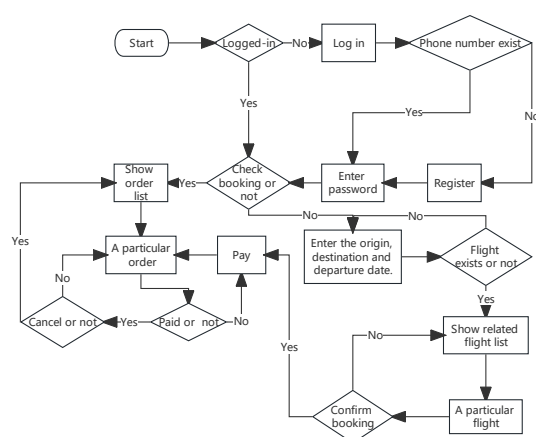 Start
Logged-in
No
Log in
Phone number exist
Yes
Yes
No
Show
order
list
Yes
Check
booking or
not
Enter
password
Register
No
No
Yes
A particular
order
Pay
Enter the origin,
destination and
departure date.
Flight
exists or not
No
Yes
Cancel or not
Yes
Paid or not
No
Show related
flight list
No
Yes
Confirm
booking
A particular
flight